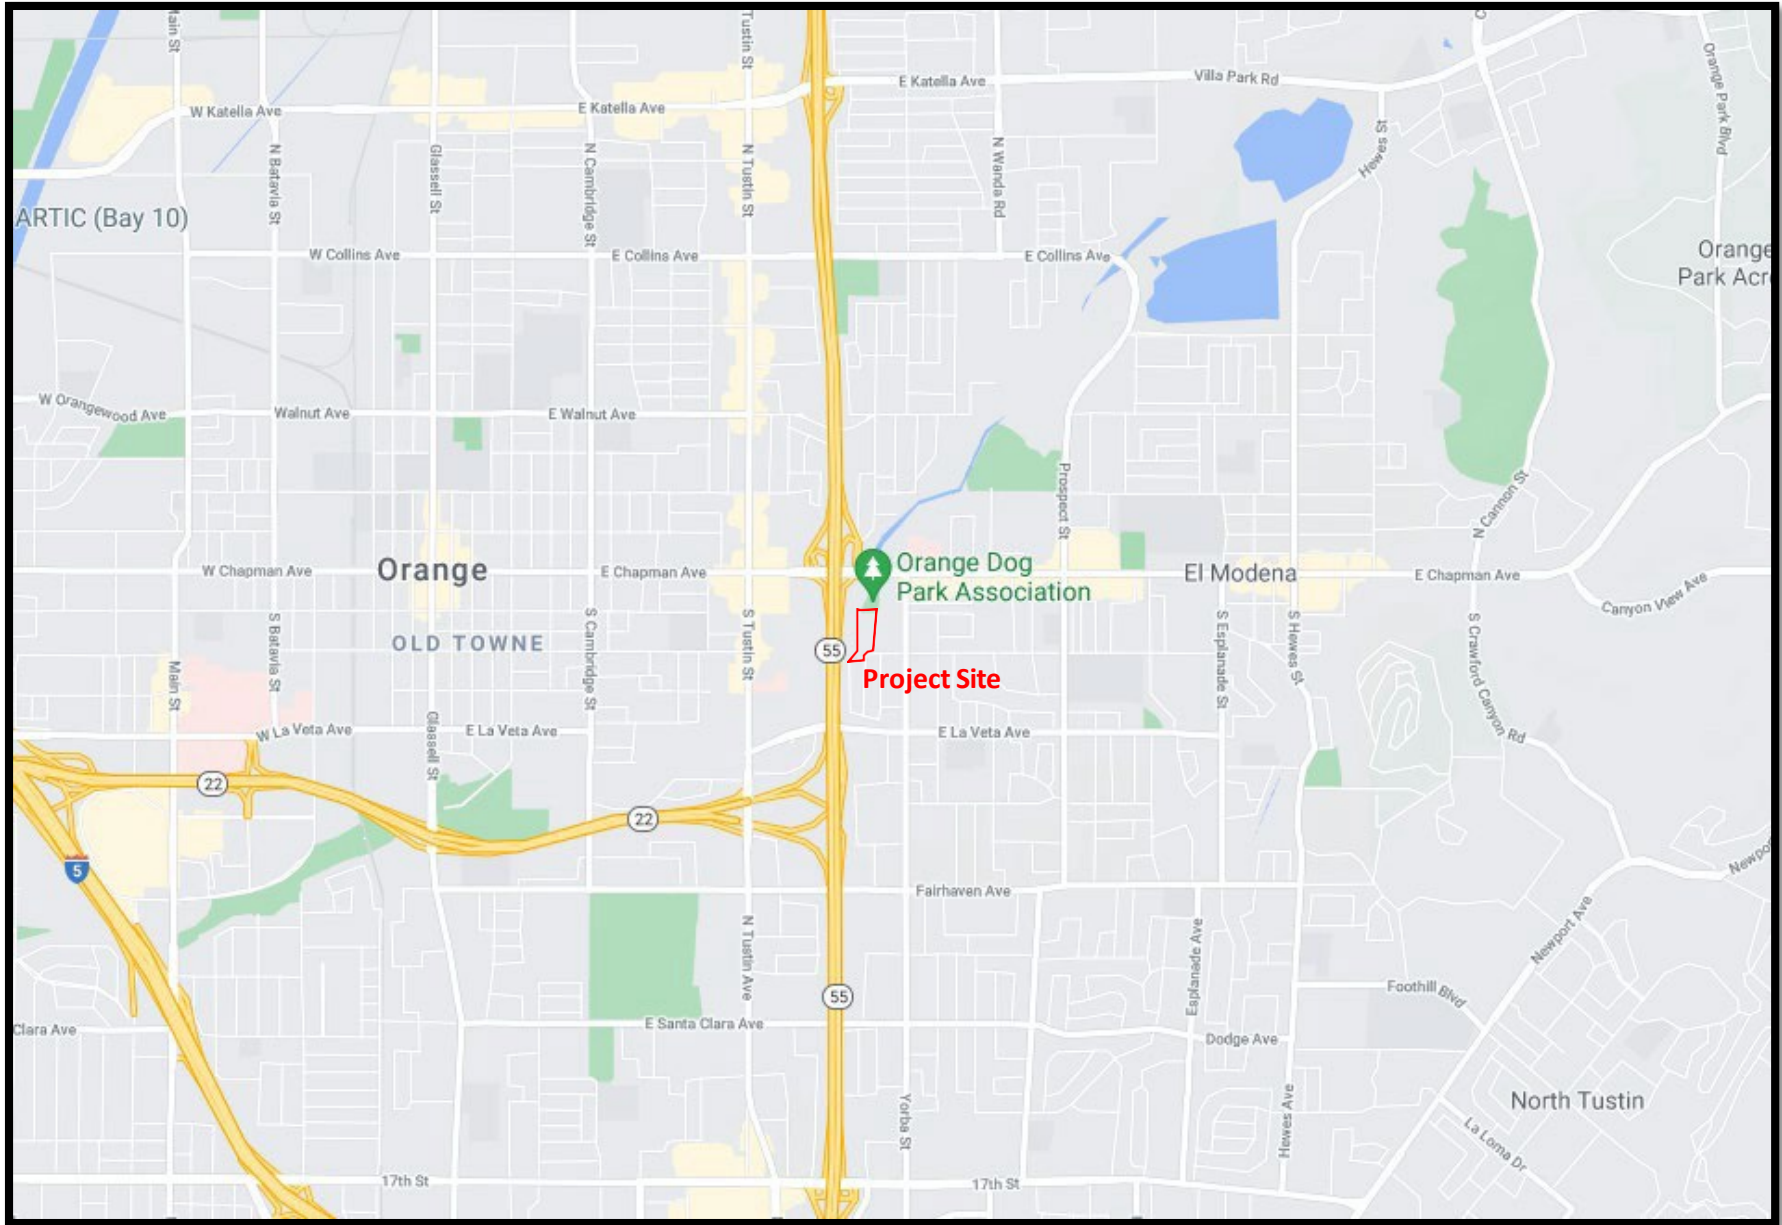 Main St
Tustin St
E Katella Ave
Villa Park Rd
Orange Park Blvd
W Katella Ave
E Katella Ave
N Batavia St
Glassell St
N Cambridge St
N Tustin St
N Wanda Rd
Hewes St
ARTIC (Bay 10)
W Collins Ave
E Collins Ave
E Collins Ave
Orange
Park Acr
W Orangewood Ave
Walnut Ave
E Walnut Ave
Prospect St
N Cannon St
W Chapman Ave
Orange
E Chapman Ave
Orange Dog
Park Association
El Modena
E Chapman Ave
Canyon View Ave
S Batavia St
OLD TOWNE
S Cambridge St
S Tustin St
55
Project Site
S Esplanade St
S Hewes St
S Crawford Canyon Rd
Main St
W La Veta Ave
Glassell St
E La Veta Ave
E La Veta Ave
22
22
5
Fairhaven Ave
Newpo
N Tustin Ave
55
Esplanade Ave
Newport Ave
Foothill Blvd
Clara Ave
E Santa Clara Ave
Dodge Ave
Yorba St
Hewes Ave
North Tustin
La Loma Dr
17th St
17th St